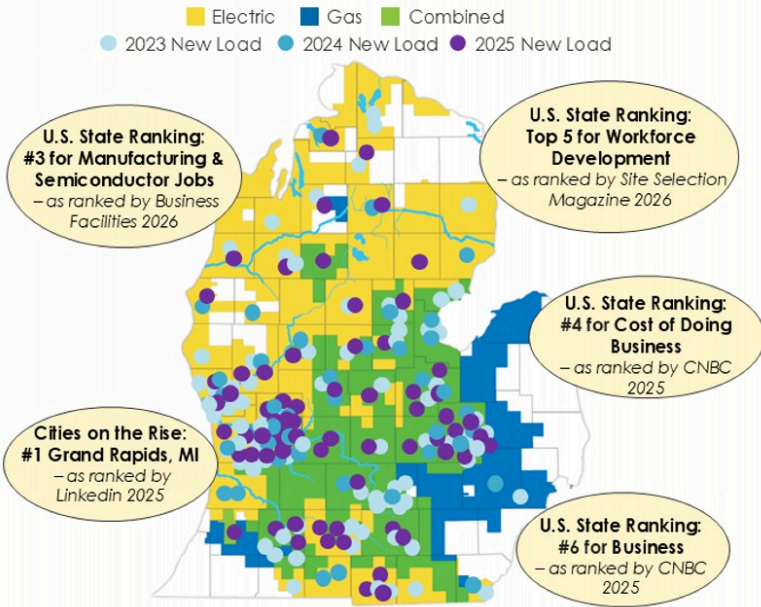 Electric Gas Combined
2023 New Load 2024 New Load 2025 New Load
U.S. State Ranking:
#3 for Manufacturing &
Semiconductor Jobs
– as ranked by Business
Facilities 2026
U.S. State Ranking:
Top 5 for Workforce
Development
– as ranked by Site Selection
Magazine 2026
U.S. State Ranking:
#4 for Cost of Doing
Business
– as ranked by CNBC
2025
Cities on the Rise:
#1 Grand Rapids, MI
– as ranked by
Linkedin 2025
U.S. State Ranking:
#6 for Business
– as ranked by CNBC
2025